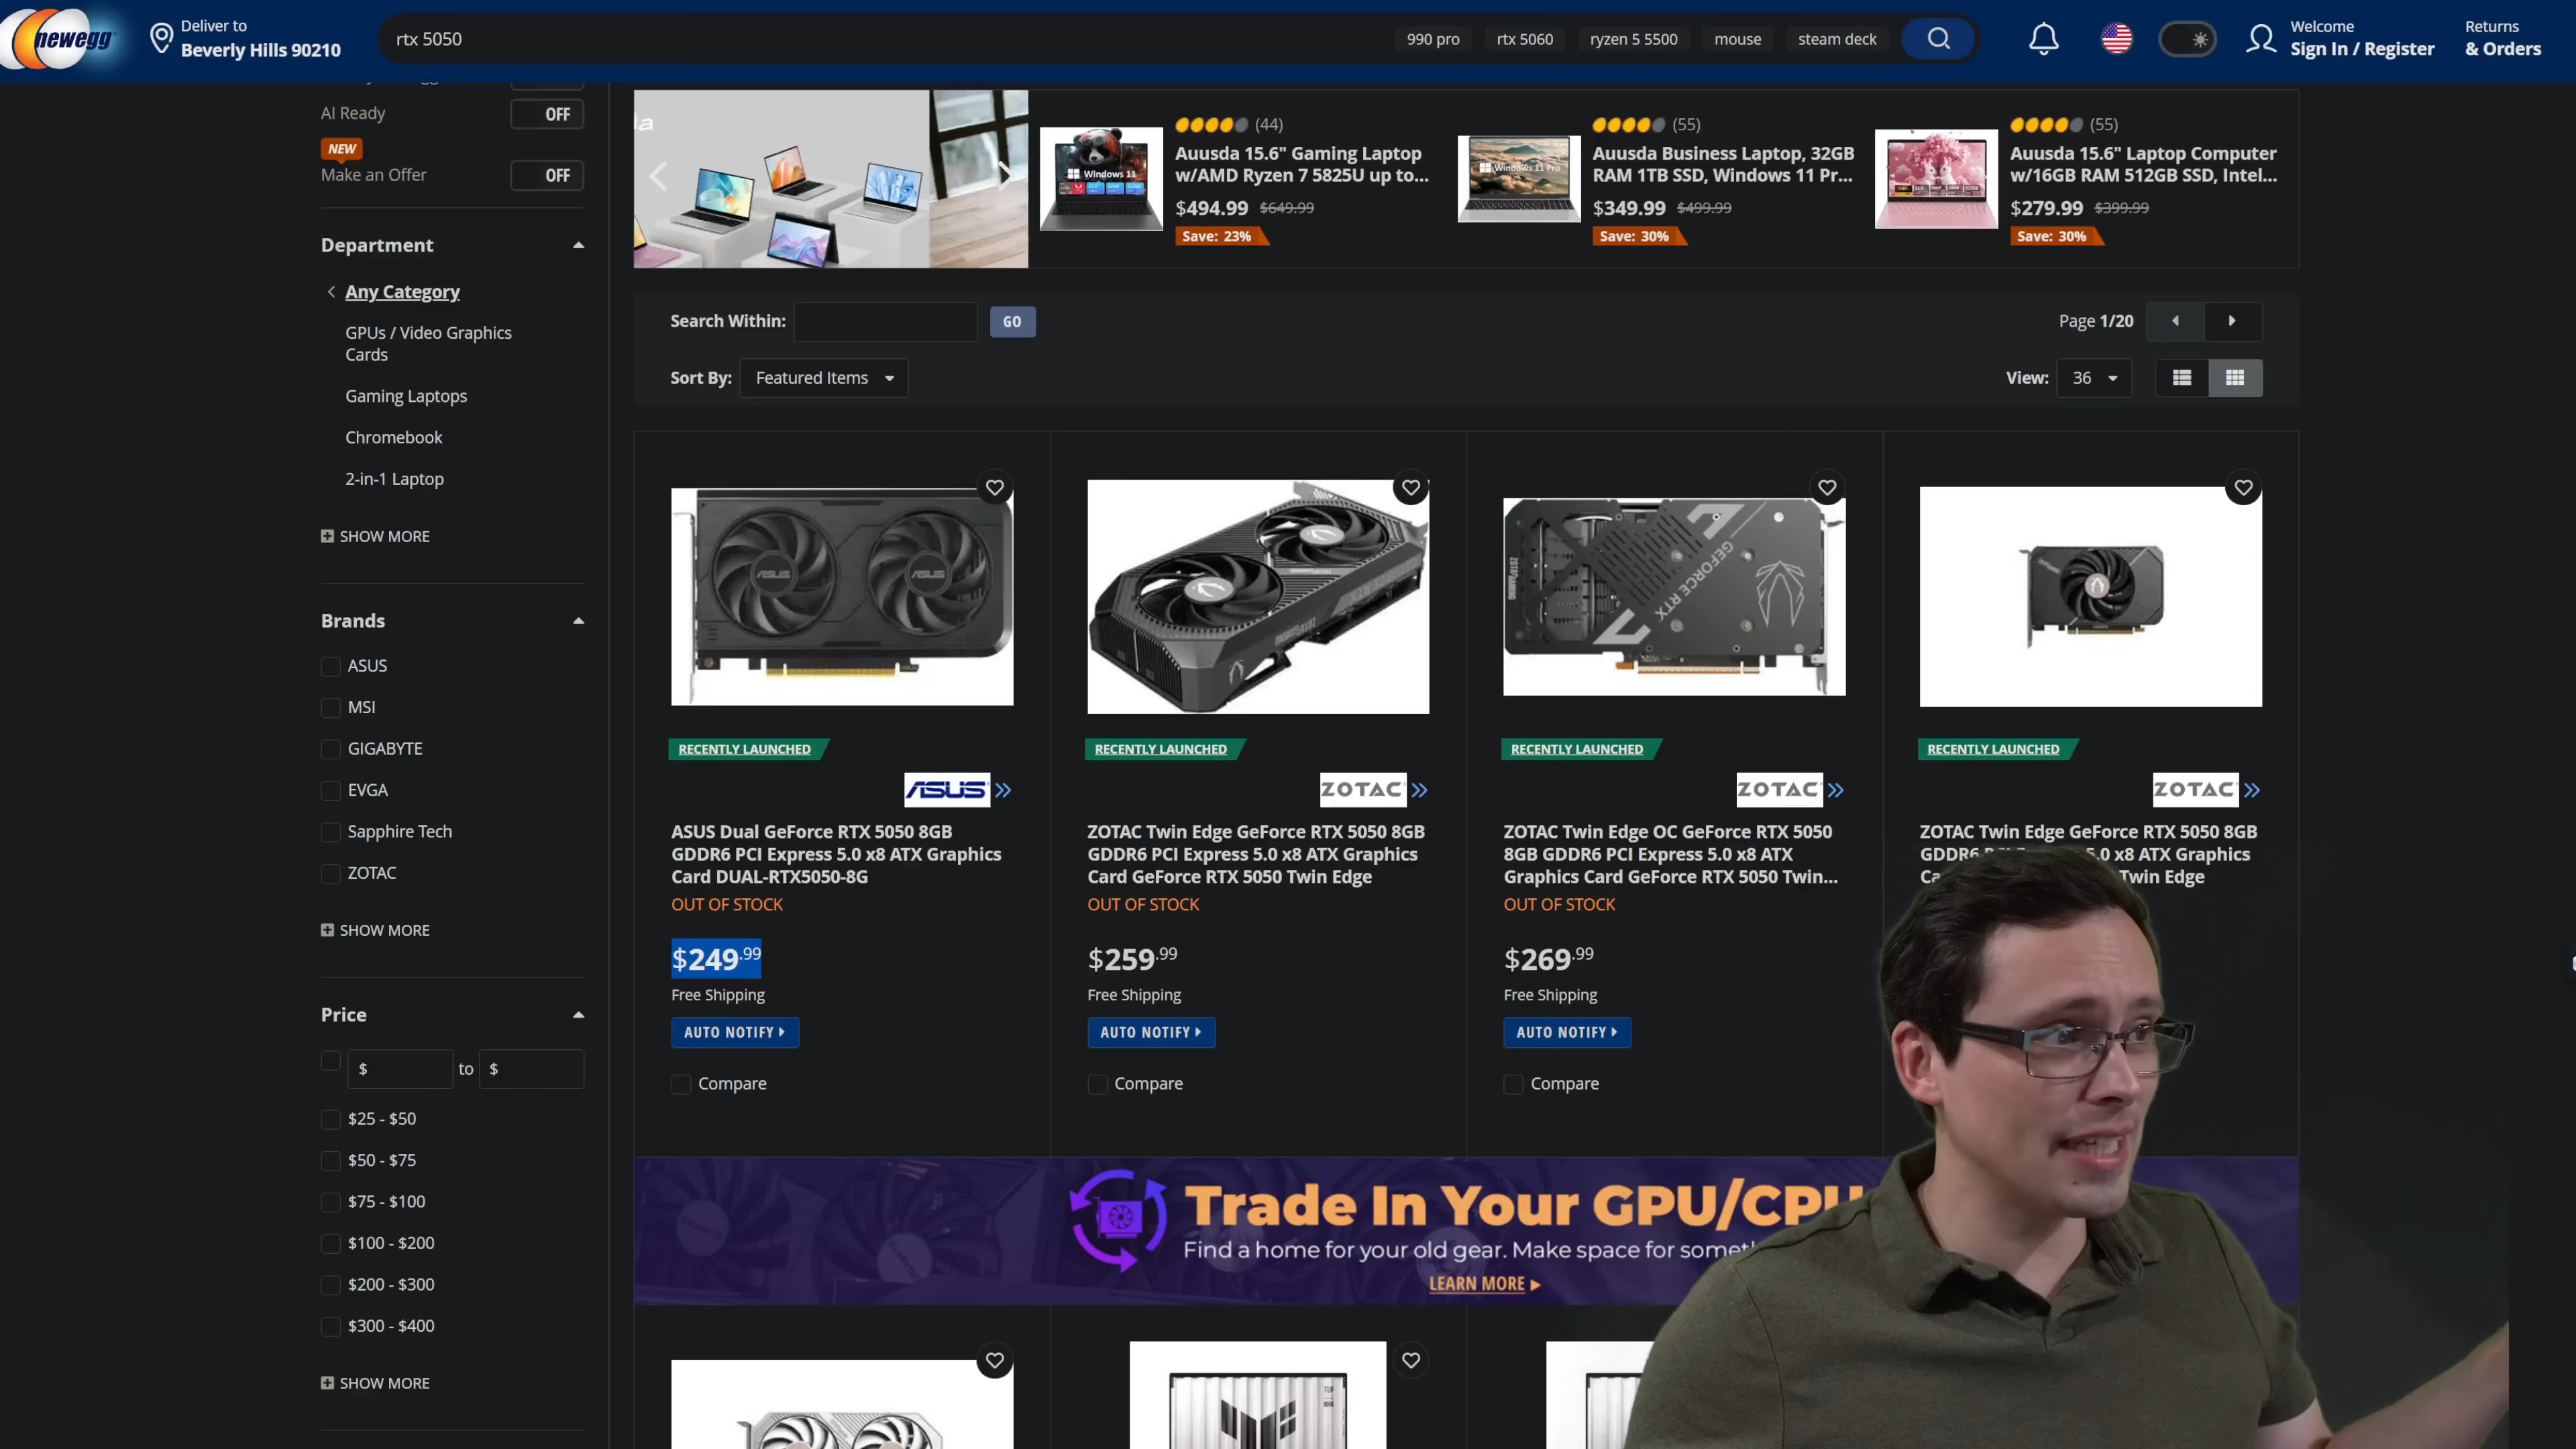 newegg
Deliver to
Beverly Hills 90210
rtx 5050
990 pro
rtx 5060
ryzen 5 5500
mouse
steam deck
Welcome
Sign In / Register
Returns
& Orders
AI Ready
OFF
NEW
Make an Offer
OFF
Department
Any Category
GPUs / Video Graphics
Cards
Gaming Laptops
Chromebook
2-in-1 Laptop
SHOW MORE
Brands
ASUS
MSI
GIGABYTE
EVGA
Sapphire Tech
ZOTAC
SHOW MORE
Price
$ to $
$25 - $50
$50 - $75
$75 - $100
$100 - $200
$200 - $300
$300 - $400
SHOW MORE
Windows 11
(44)
Auusda 15.6" Gaming Laptop
w/AMD Ryzen 7 5825U up to...
$494.99 $649.99
Save: 23%
Windows 11 Pro
(55)
Auusda Business Laptop, 32GB
RAM 1TB SSD, Windows 11 Pr...
$349.99 $499.99
Save: 30%
(55)
Auusda 15.6" Laptop Computer
w/16GB RAM 512GB SSD, Intel...
$279.99 $399.99
Save: 30%
Search Within:
GO
Page 1/20
Sort By: Featured Items
View: 36
ASUS
ASUS
RECENTLY LAUNCHED
ASUS
ASUS Dual GeForce RTX 5050 8GB
GDDR6 PCI Express 5.0 x8 ATX Graphics
Card DUAL-RTX5050-8G
OUT OF STOCK
$249.99
Free Shipping
AUTO NOTIFY
Compare
RECENTLY LAUNCHED
ZOTAC
ZOTAC Twin Edge GeForce RTX 5050 8GB
GDDR6 PCI Express 5.0 x8 ATX Graphics
Card GeForce RTX 5050 Twin Edge
OUT OF STOCK
$259.99
Free Shipping
AUTO NOTIFY
Compare
GEFORCE RTX
RECENTLY LAUNCHED
ZOTAC
ZOTAC Twin Edge OC GeForce RTX 5050
8GB GDDR6 PCI Express 5.0 x8 ATX
Graphics Card GeForce RTX 5050 Twin...
OUT OF STOCK
$269.99
Free Shipping
AUTO NOTIFY
Compare
RECENTLY LAUNCHED
ZOTAC
ZOTAC Twin Edge GeForce RTX 5050 8GB
GDDR6 5.0 x8 ATX Graphics
Twin Edge
Trade In Your GPU/CPU
Find a home for your old gear. Make space for
LEARN MORE